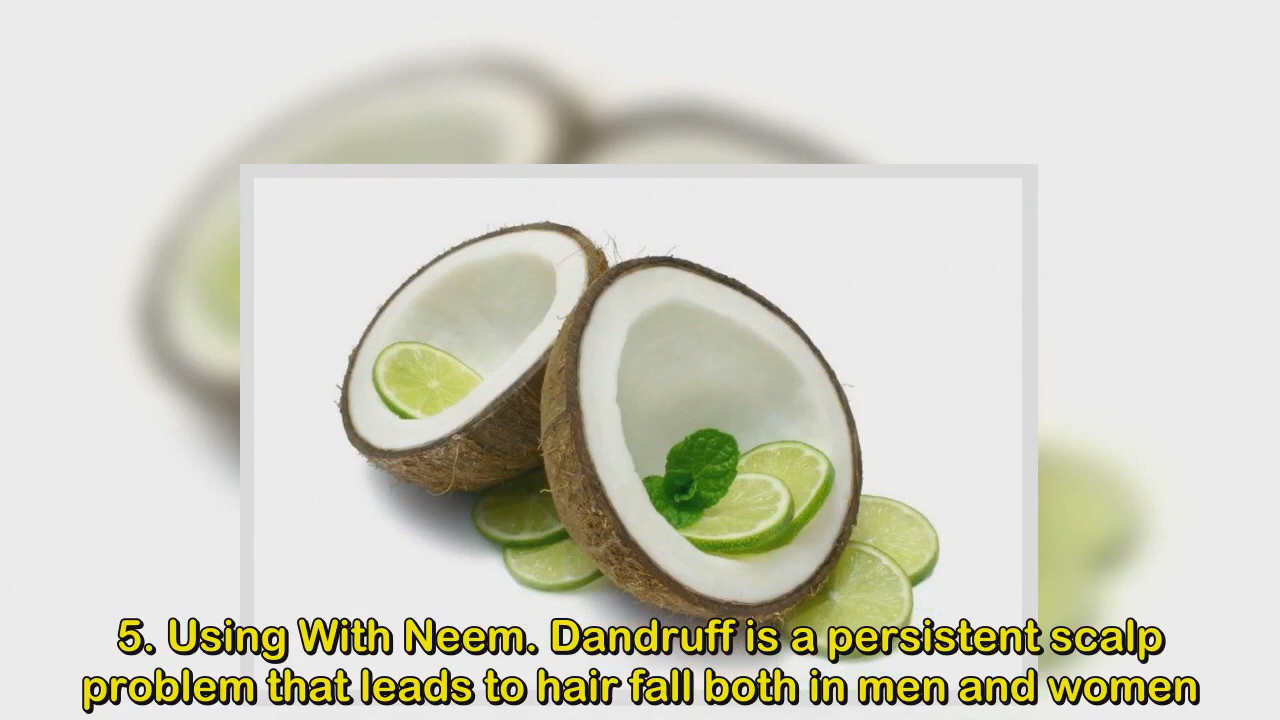 5. Using With Neem. Dandruff is a persistent scalp
problem that leads to hair fall both in men and women